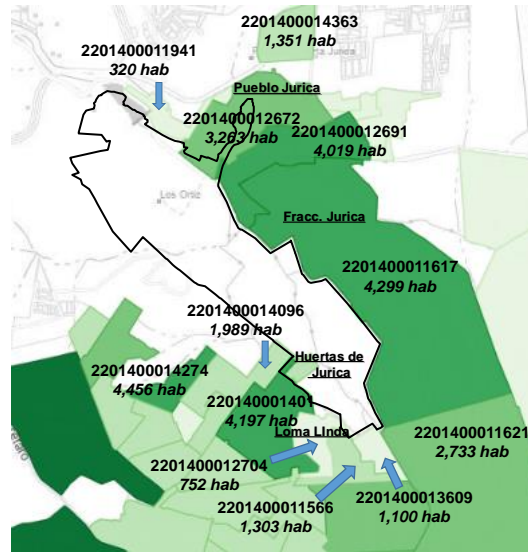 2201400014363
1,351 hab
2201400011941
320 hab
Pueblo Jurica
2201400012672
3,263 hab
2201400012691
4,019 hab
Los Ortiz
Fracc. Jurica
2201400011617
4,299 hab
2201400014096
1,989 hab
Huertas de
Jurica
2201400014274
4,456 hab
220140001401
4,197 hab
Loma LInda
2201400011621
2,733 hab
2201400012704
752 hab
2201400011566
1,303 hab
2201400013609
1,100 hab